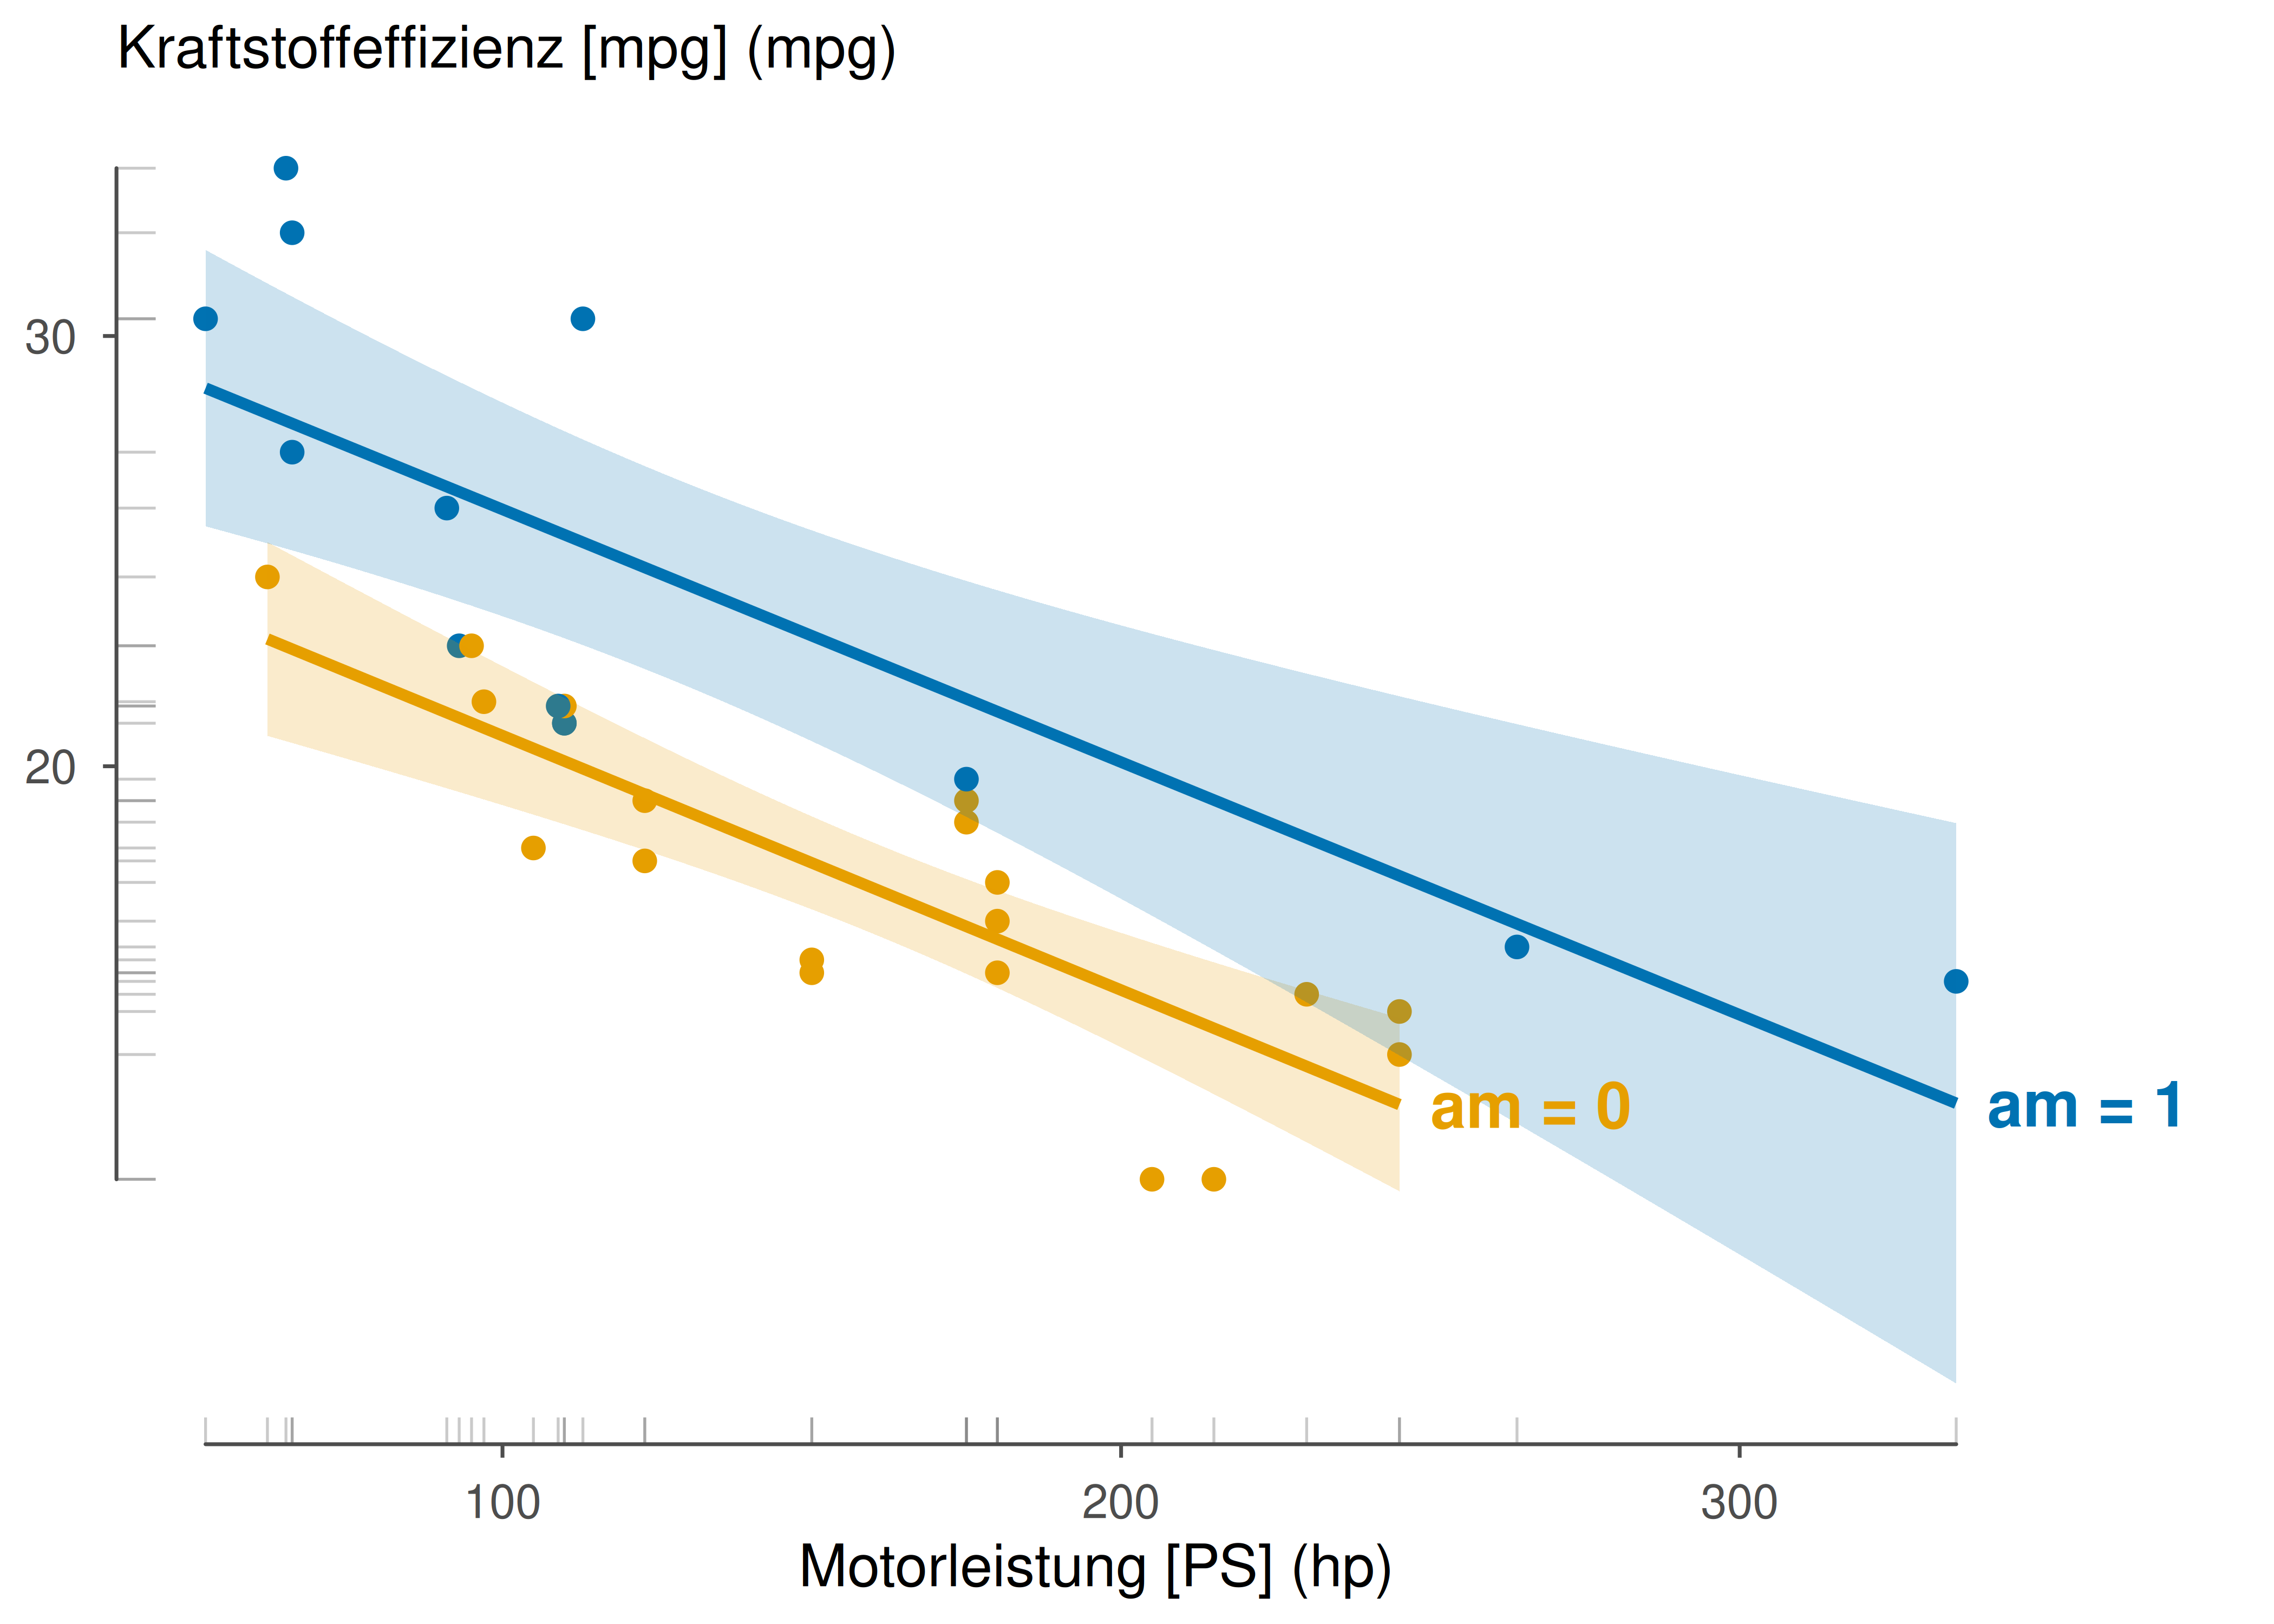 Kraftstoffeffizienz [mpg] (mpg)
30
20
am = 0
am = 1
100
200
300
Motorleistung [PS] (hp)